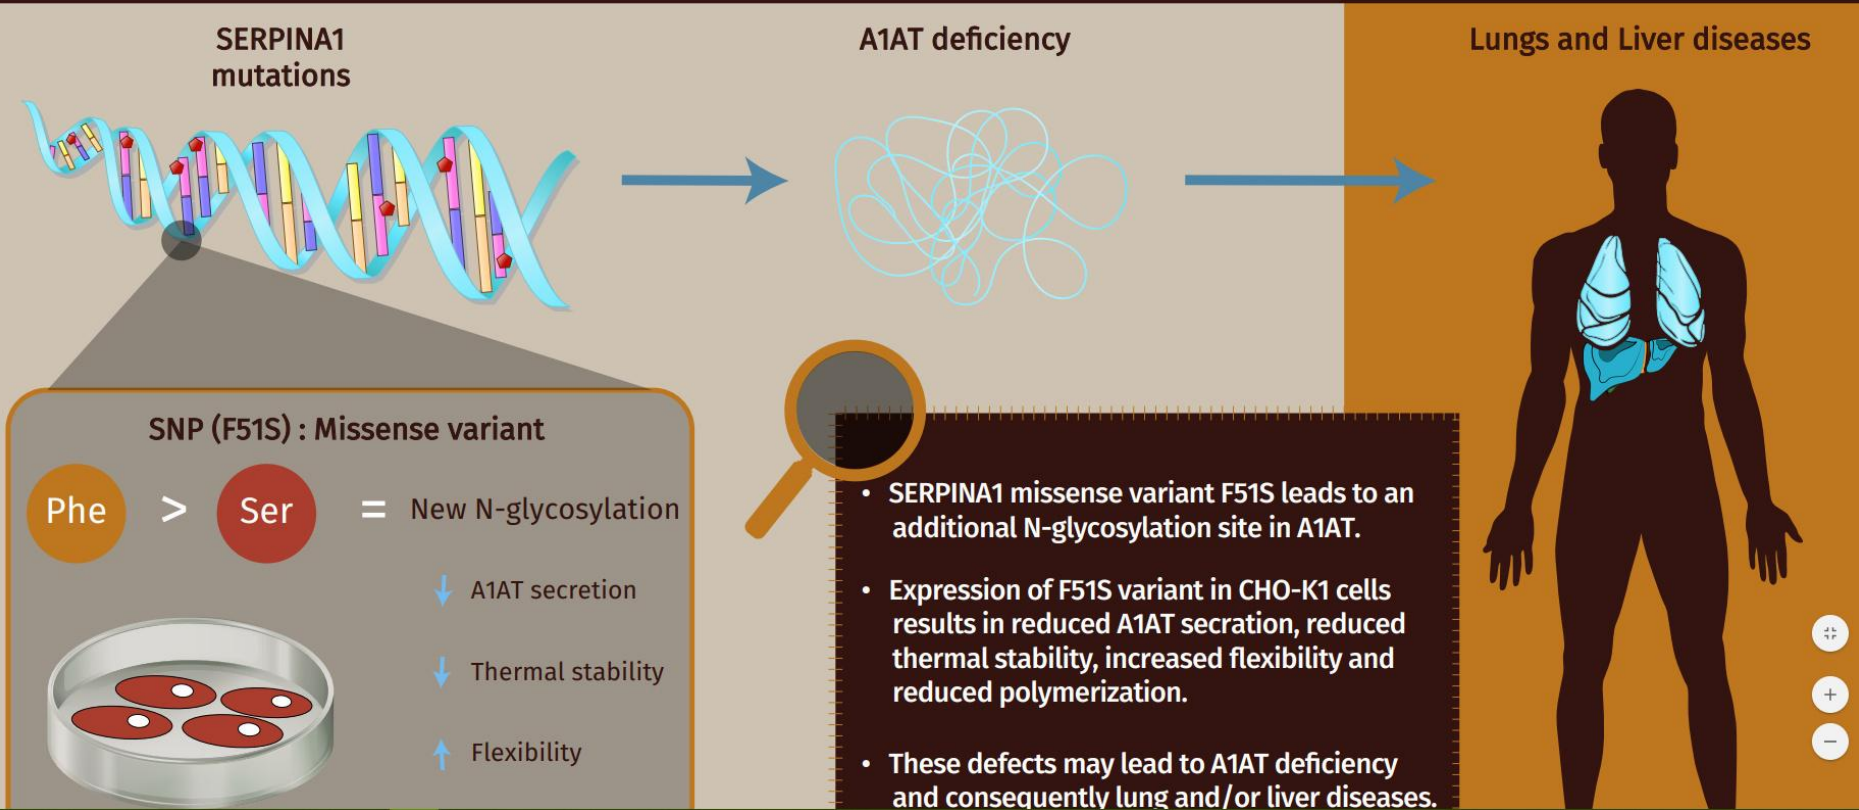 SERPINA1
mutations
A1AT deficiency
Lungs and Liver diseases
SNP (F51S) : Missense variant
Phe > Ser = New N-glycosylation
↓ A1AT secretion
↓ Thermal stability
↑ Flexibility
• SERPINA1 missense variant F51S leads to an
additional N-glycosylation site in A1AT.
• Expression of F51S variant in CHO-K1 cells
results in reduced A1AT secration, reduced
thermal stability, increased flexibility and
reduced polymerization.
• These defects may lead to A1AT deficiency
and consequently lung and/or liver diseases.
+
−